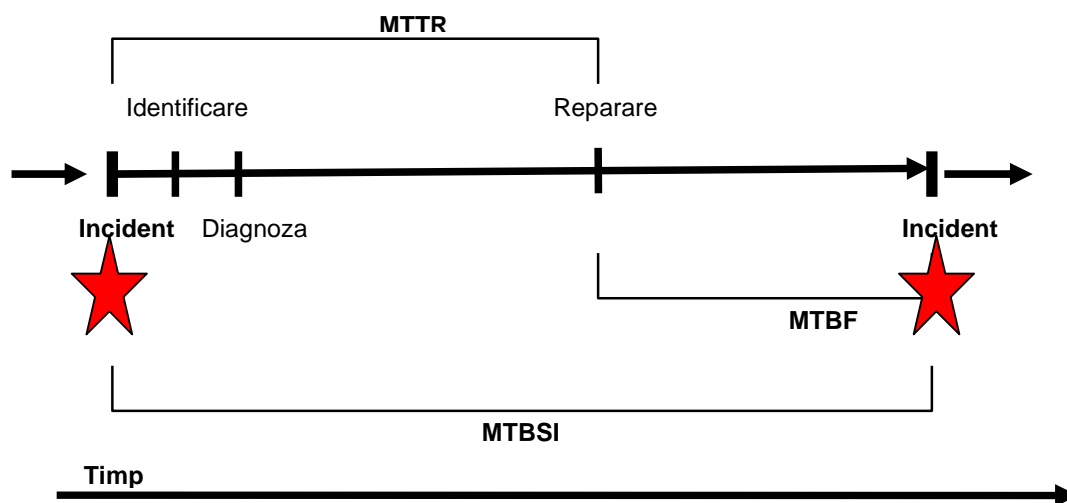 MTTR
Identificare
Reparare
Incident
Diagnoza
Incident
MTBF
MTBSI
Timp